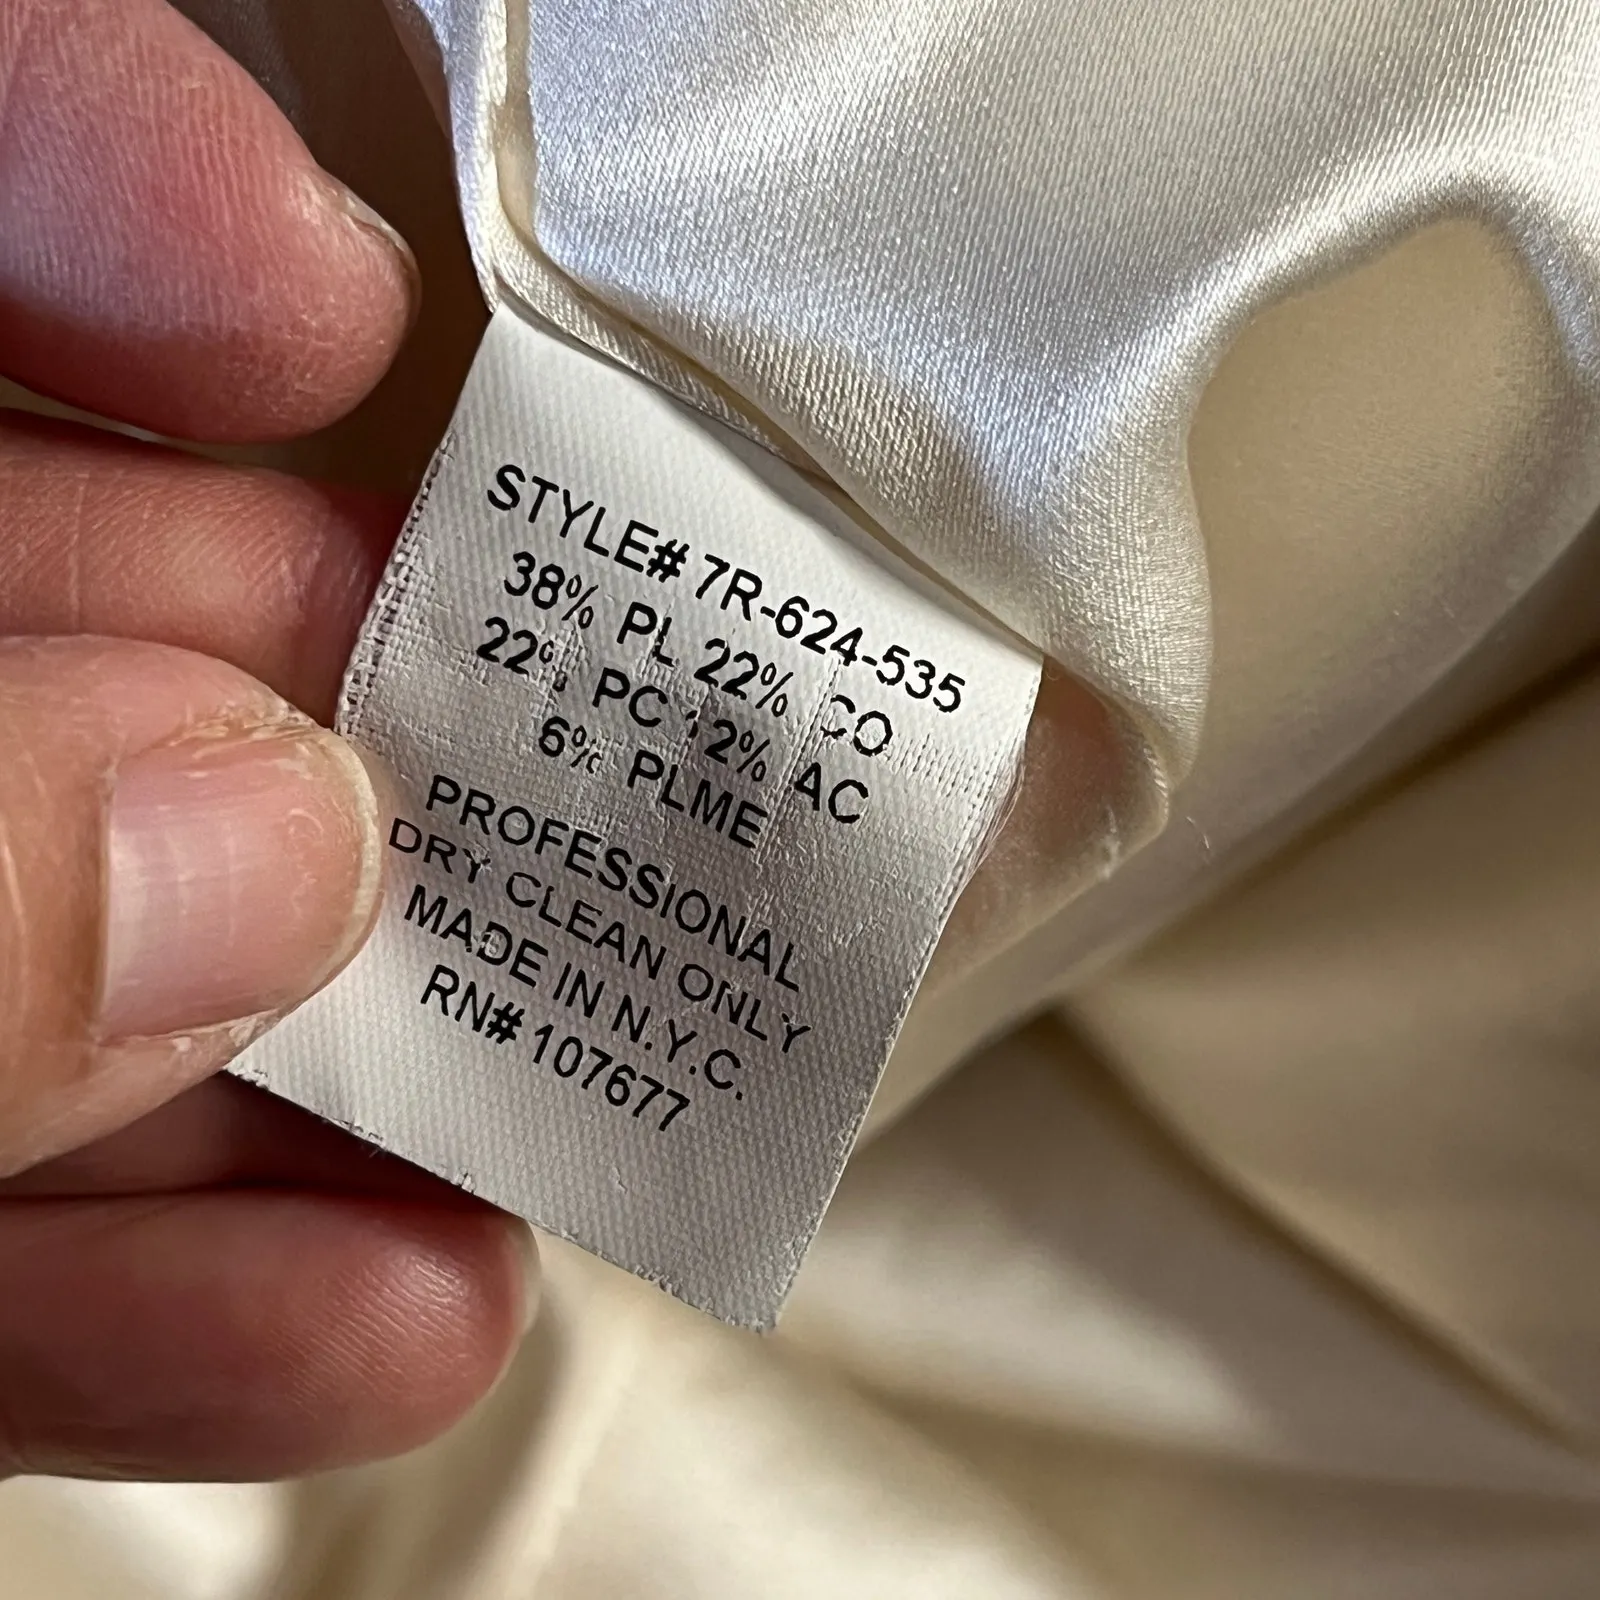 STYLE# 7R-624-535
38% PL 22% CO
22% PC 12% AC
6% PLME
PROFESSIONAL
DRY CLEAN ONLY
MADE IN N.Y.C.
RN# 107677